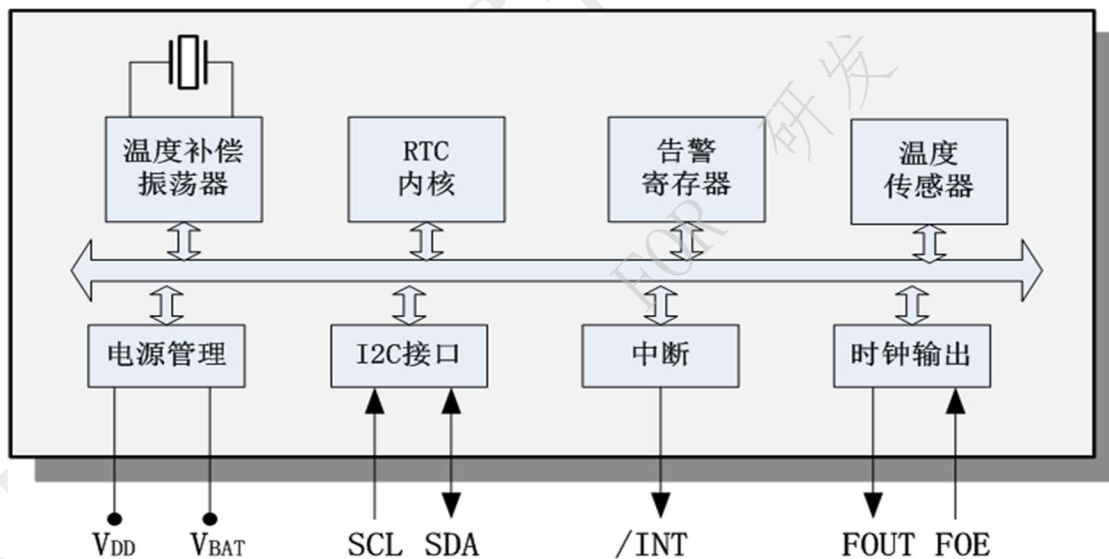 温度补偿
振荡器
RTC
内核
告警
寄存器
温度
传感器
电源管理
I2C接口
中断
时钟输出
VDD
VBAT
SCL
SDA
/INT
FOUT
FOE
FOR
研发